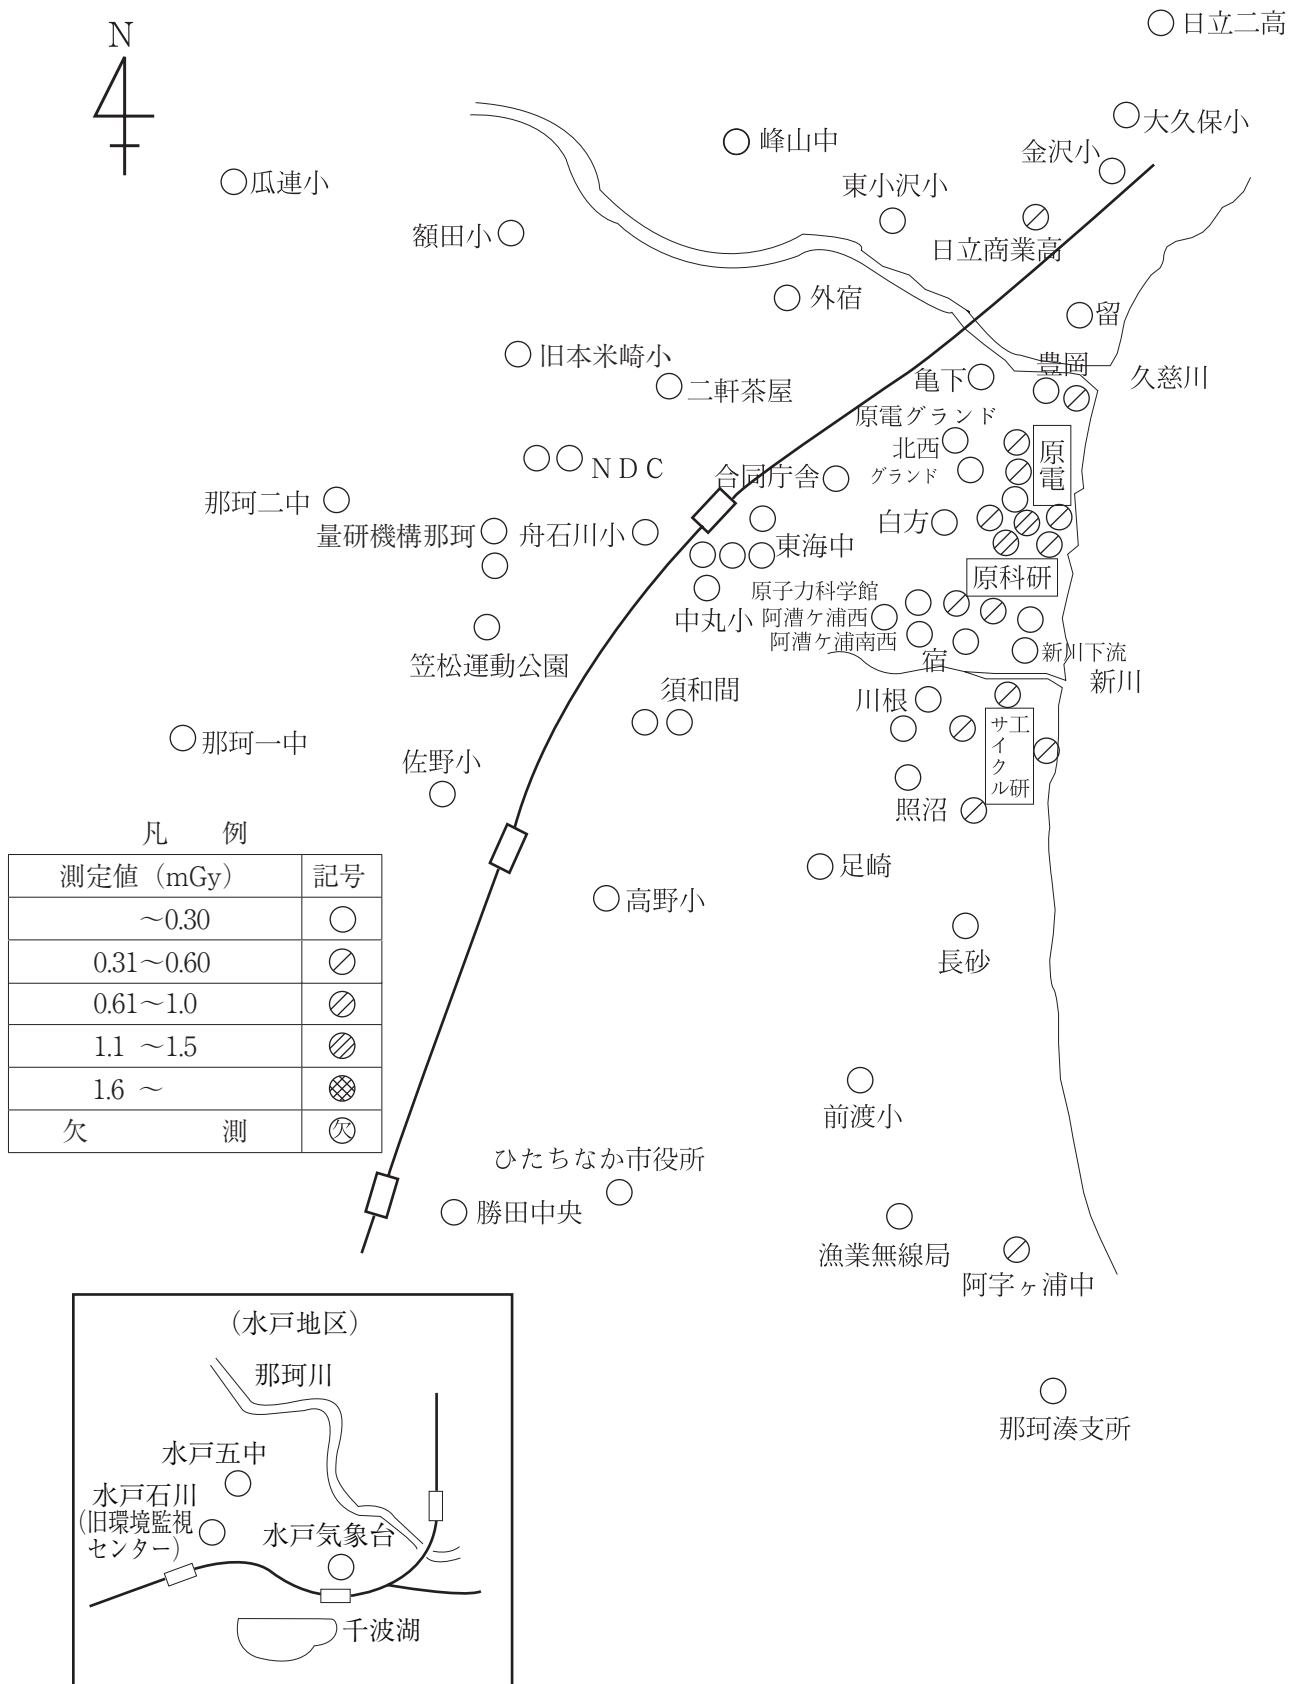 日立二高
N
大久保小
峰山中
金沢小
瓜連小
東小沢小
額田小
日立商業高
外宿
留
旧本米崎小
豊岡
久慈川
亀下
二軒茶屋
原電グランド
北西
原電
グランド
合同庁舎
NDC
那珂二中
白方
量研機構那珂
舟石川小
東海中
原科研
原子力科学館
中丸小
阿漕ケ浦西
阿漕ケ浦南西
新川下流
宿
笠松運動公園
新川
須和間
川根
サイクル工研
那珂一中
佐野小
照沼
凡 例
足崎
測定値（mGy） 記号
高野小
～0.30
0.31～0.60
長砂
0.61～1.0
1.1 ～1.5
1.6 ～
前渡小
欠 測 欠
ひたちなか市役所
勝田中央
漁業無線局
阿字ヶ浦中
（水戸地区）
那珂川
那珂湊支所
水戸五中
水戸石川
（旧環境監視
センター）
水戸気象台
千波湖